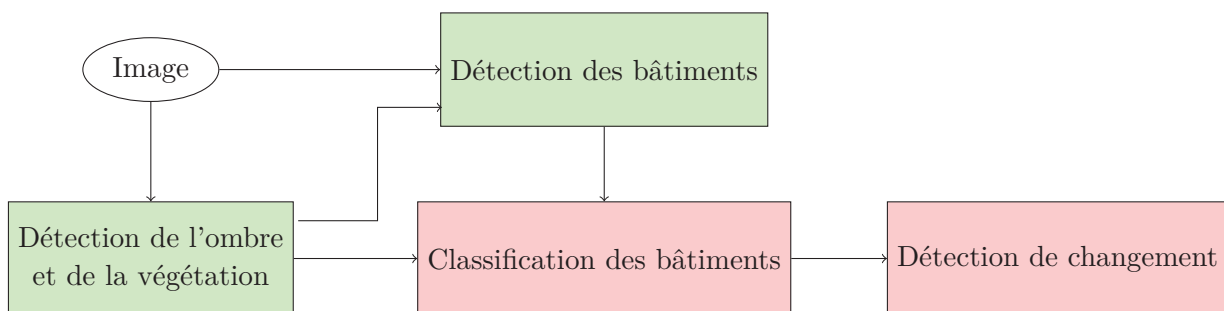 Image
Détection des bâtiments
Détection de l'ombre
et de la végétation
Classification des bâtiments
Détection de changement